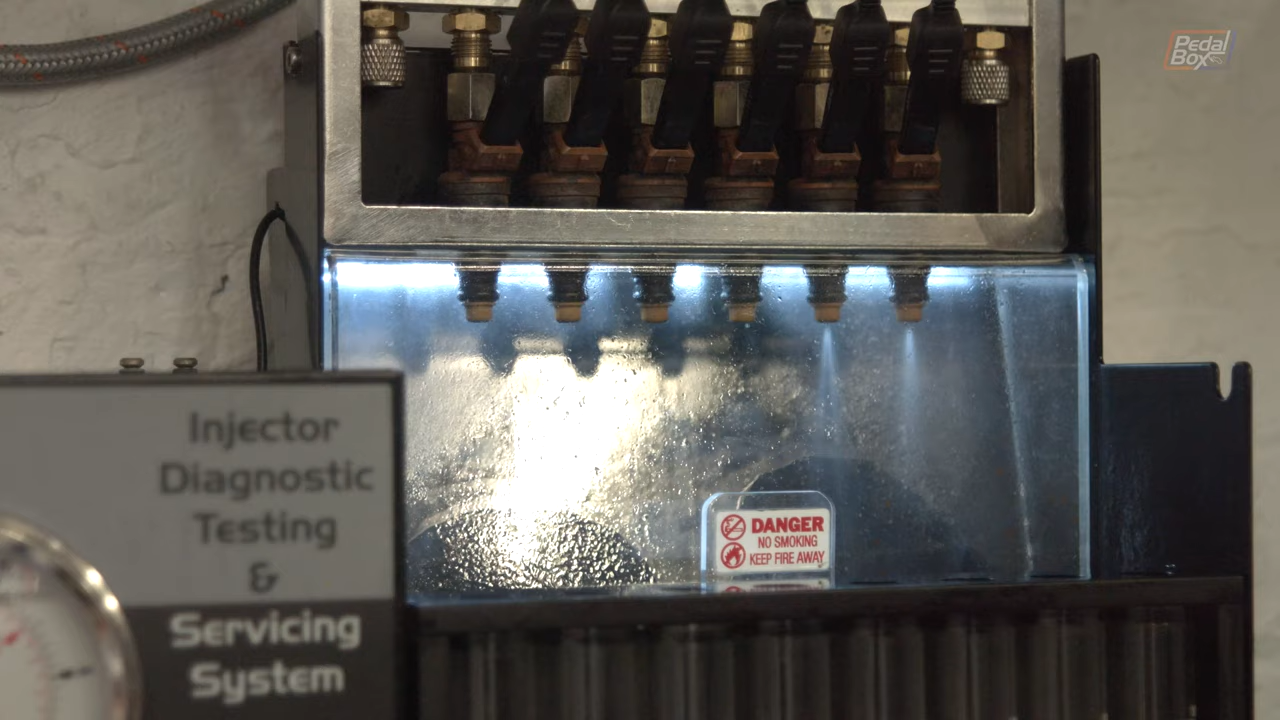 Pedal
Box
Injector
Diagnostic
Testing
&
Servicing
System
DANGER
NO SMOKING
KEEP FIRE AWAY